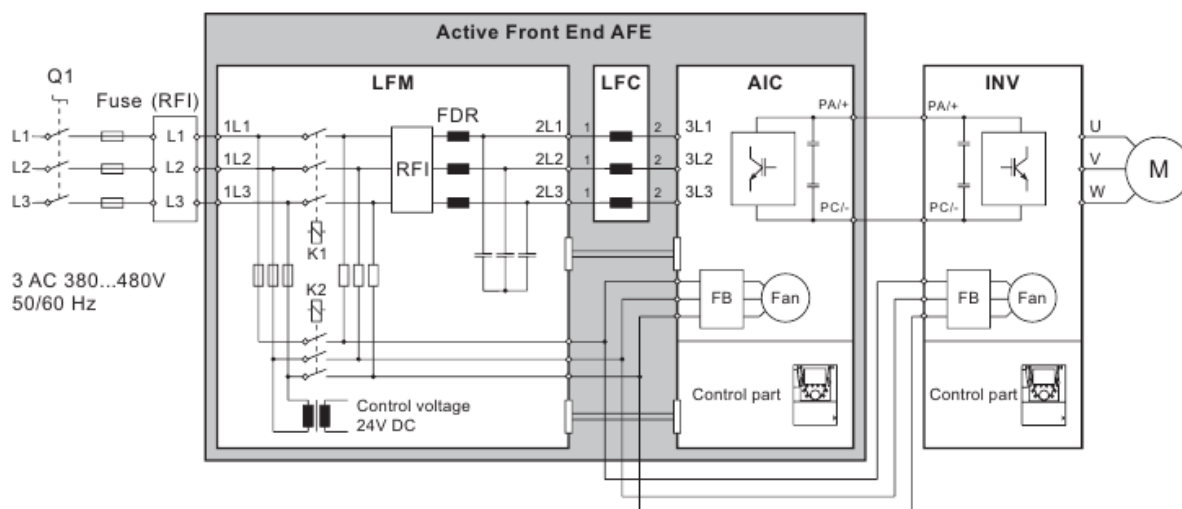 Active Front End AFE
Q1
Fuse (RFI)
LFM
LFC
AIC
INV
FDR
L1
L1
1L1
2L1
1
2
3L1
PA/+
PA/+
U
L2
L2
1L2
RFI
2L2
1
2
3L2
V
M
L3
L3
1L3
2L3
1
2
3L3
PC/-
PC/-
W
K1
3 AC 380...480V
50/60 Hz
K2
FB
Fan
FB
Fan
Control voltage
24V DC
Control part
Control part